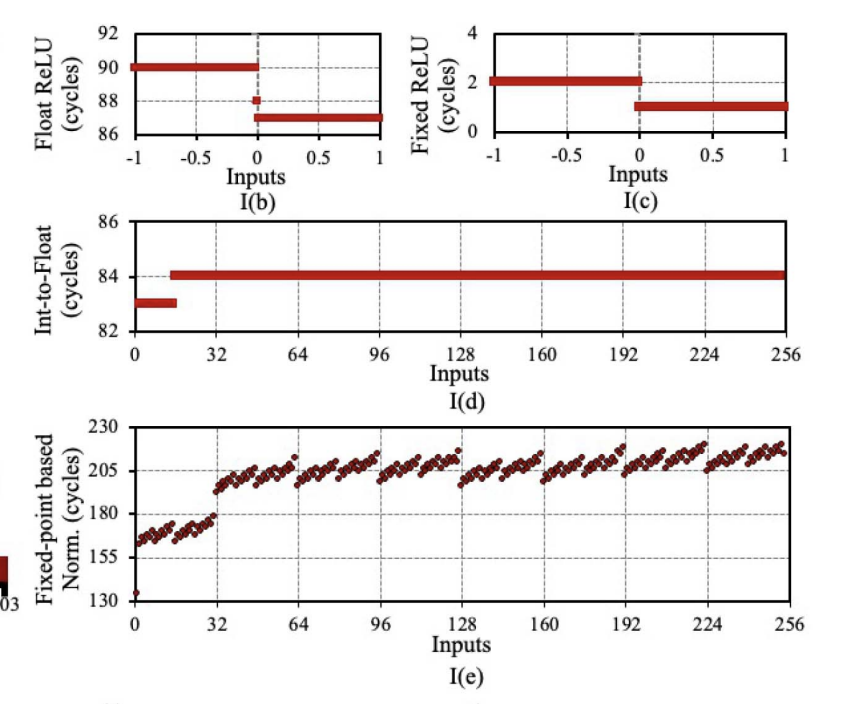 Float ReLU
(cycles)
92
90
88
86
-1 -0.5 0 0.5 1
Inputs
I(b)
Fixed ReLU
(cycles)
4
2
0
-1 -0.5 0 0.5 1
Inputs
I(c)
Int-to-Float
(cycles)
86
84
82
0 32 64 96 128 160 192 224 256
Inputs
I(d)
Fixed-point based
Norm. (cycles)
230
205
180
155
130
0 32 64 96 128 160 192 224 256
Inputs
I(e)
03